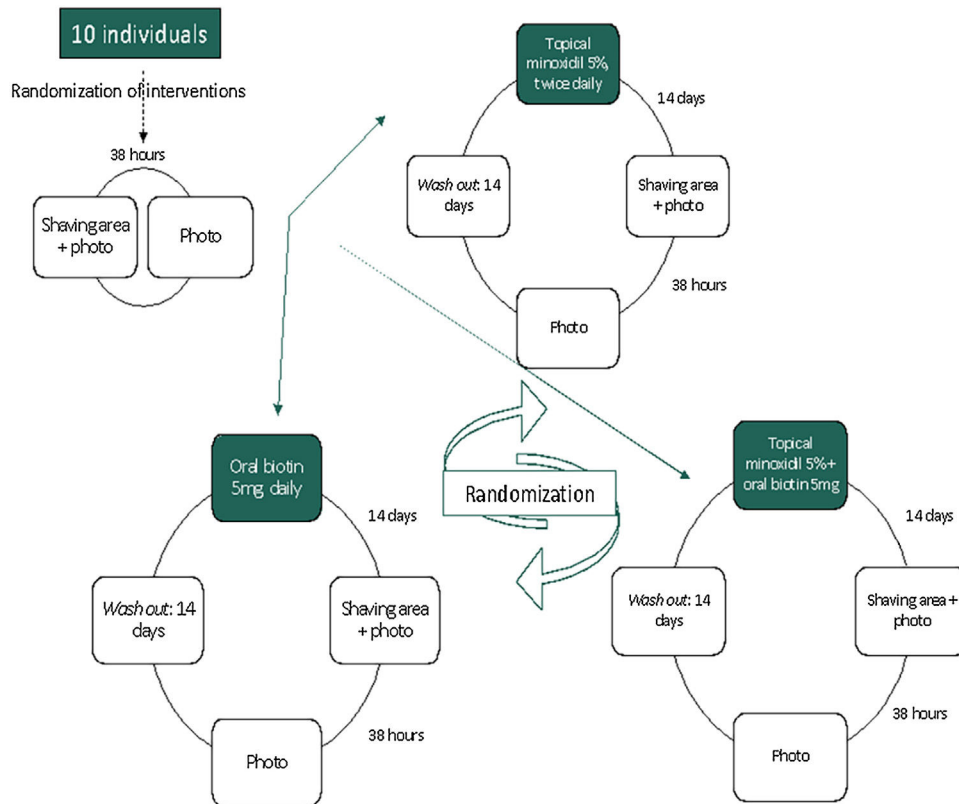 10 individuals
Randomization of interventions
38 hours
Shaving area
+ photo
Photo
Topical
minoxidil 5%,
twice daily
14 days
Wash out: 14
days
Shaving area
+ photo
38 hours
Photo
Oral biotin
5mg daily
14 days
Wash out: 14
days
Shaving area
+ photo
38 hours
Photo
Randomization
Topical
minoxidil 5%+
oral biotin 5mg
14 days
Wash out: 14
days
Shaving area +
photo
38 hours
Photo